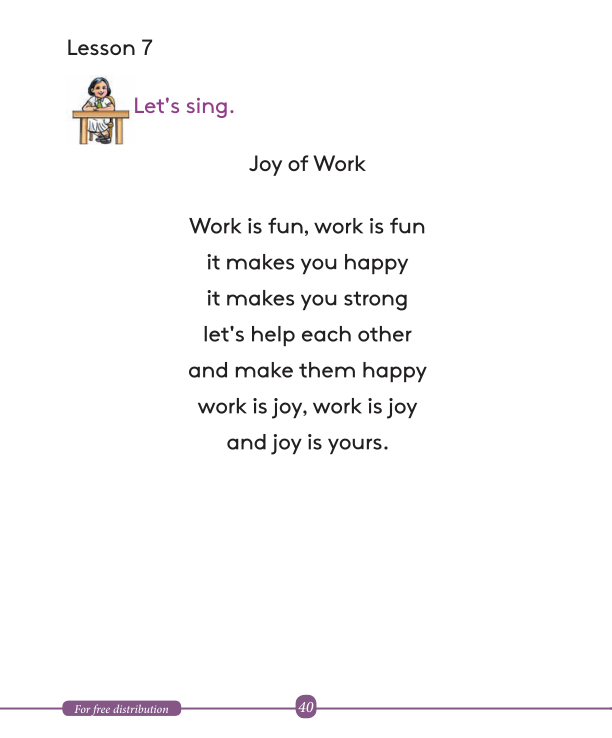 Lesson 7
Let's sing.
Joy of Work
Work is fun, work is fun
it makes you happy
it makes you strong
let's help each other
and make them happy
work is joy, work is joy
and joy is yours.
For free distribution
40